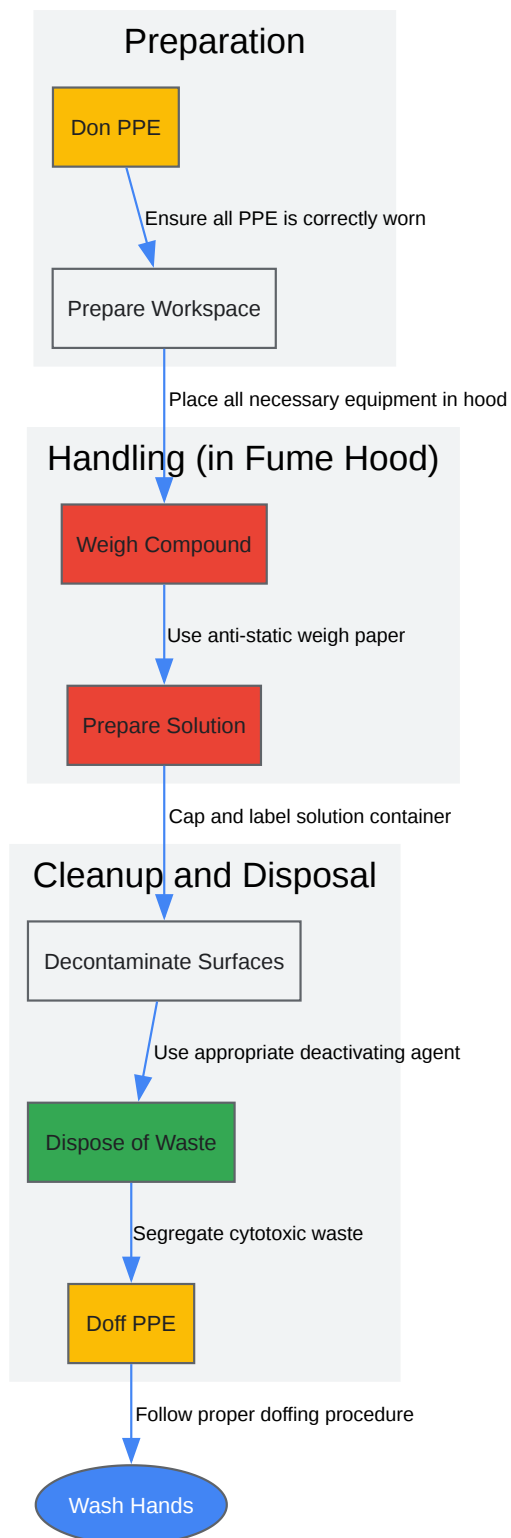 Preparation
Don PPE
Ensure all PPE is correctly worn
Prepare Workspace
Place all necessary equipment in hood
Handling (in Fume Hood)
Weigh Compound
Use anti-static weigh paper
Prepare Solution
Cap and label solution container
Cleanup and Disposal
Decontaminate Surfaces
Use appropriate deactivating agent
Dispose of Waste
Segregate cytotoxic waste
Doff PPE
Follow proper doffing procedure
Wash Hands